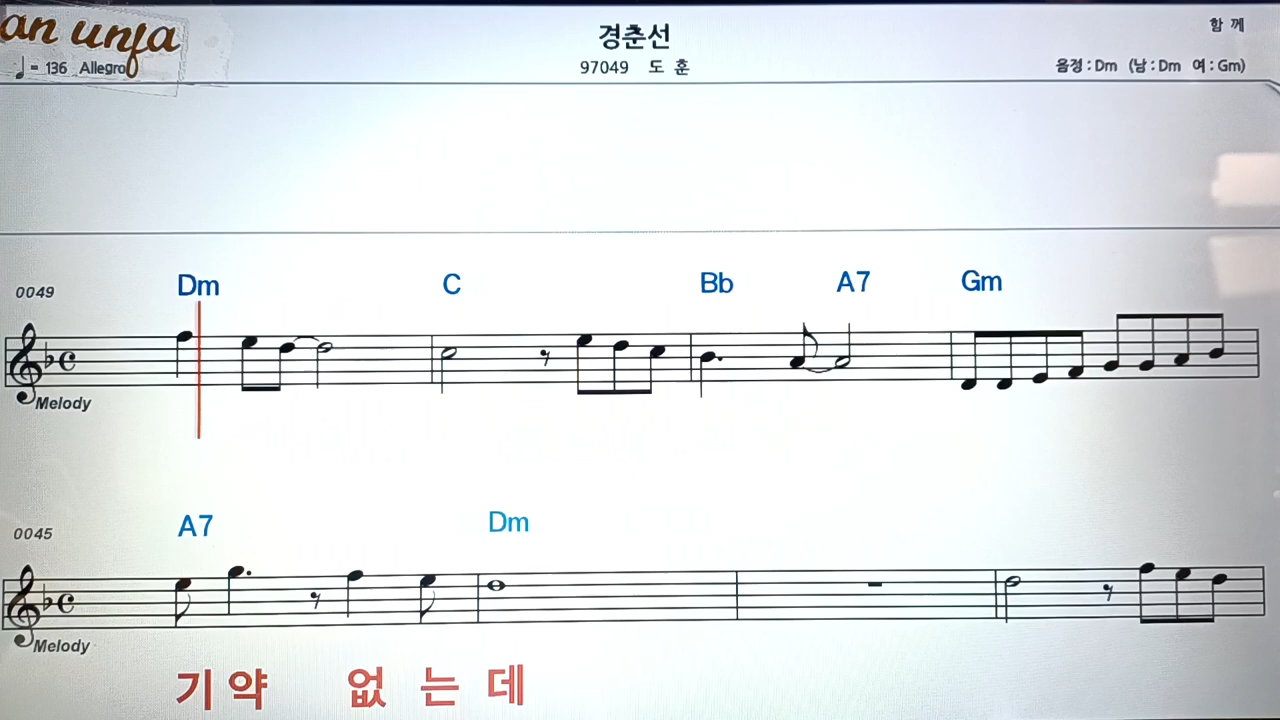 an unfa
♩= 136 Allegro
경춘선
97049 도 훈
함 께
음정 : Dm (남 : Dm 여 : Gm)
0049 Dm C Bb A7 Gm
Melody
0045 A7 Dm
Melody
기약 없는데